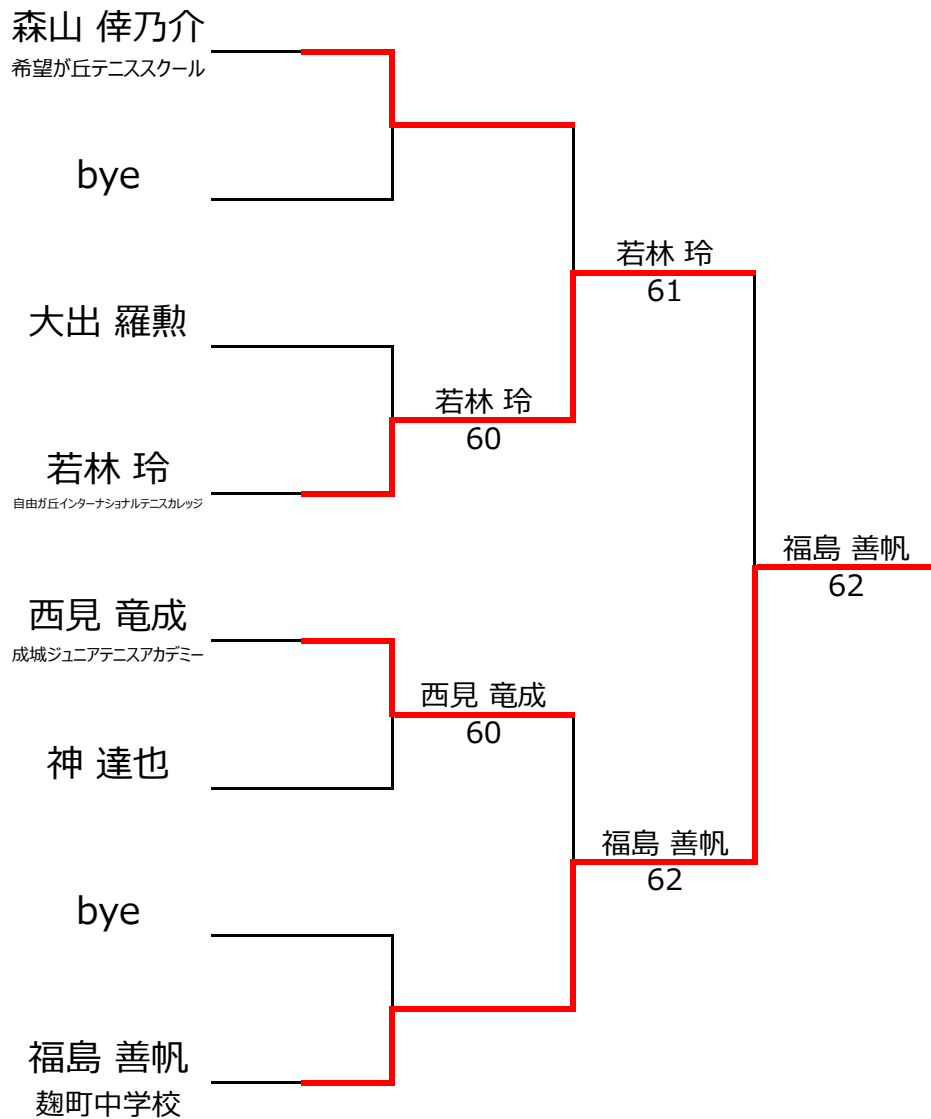 森山 倖乃介
希望が丘テニススクール
bye
大出 羅勲
若林 玲
自由ガ丘インターナショナルテニスカレッジ
西見 竜成
成城ジュニアテニスアカデミー
神 達也
bye
福島 善帆
麹町中学校
若林 玲
60
西見 竜成
60
若林 玲
61
福島 善帆
62
福島 善帆
62